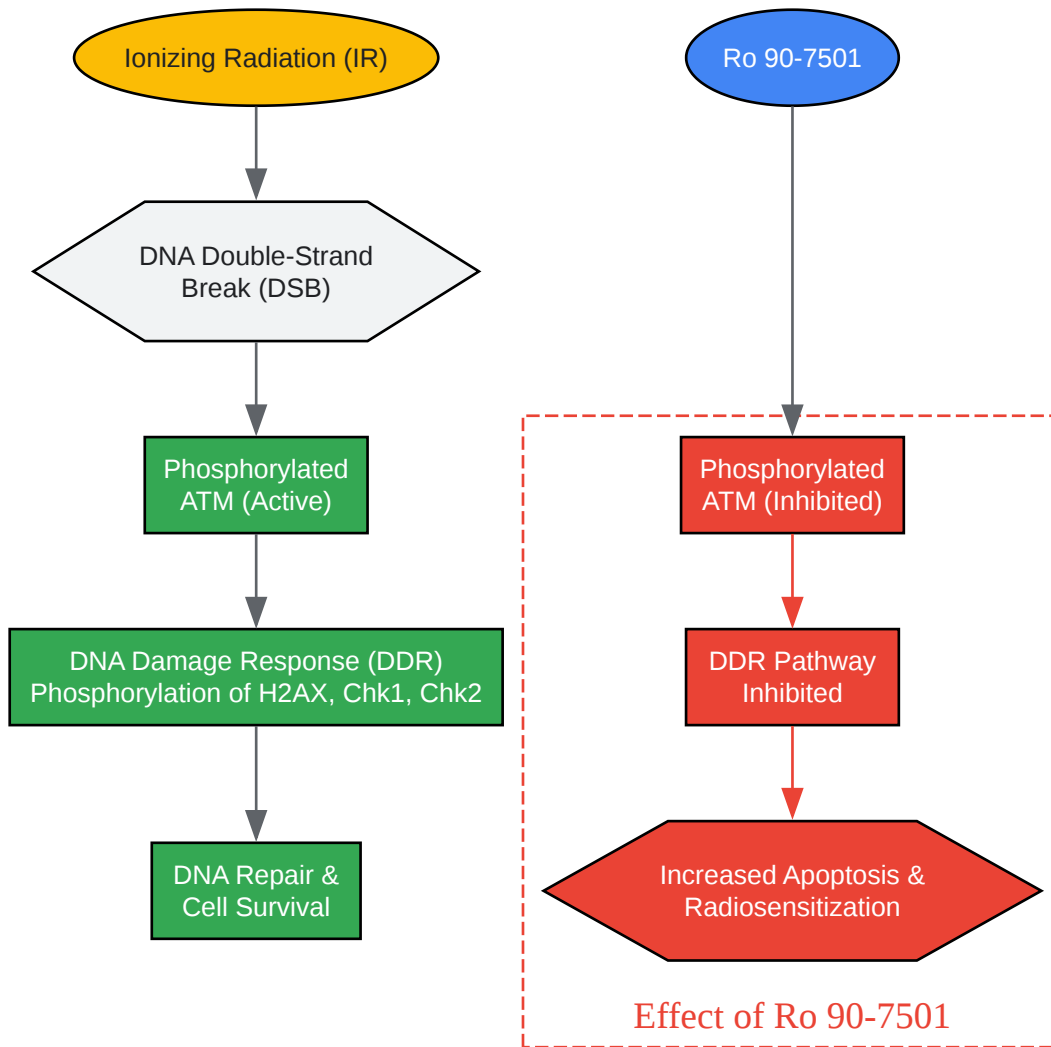 Ionizing Radiation (IR)
Ro 90-7501
DNA Double-Strand
Break (DSB)
Phosphorylated
ATM (Active)
Phosphorylated
ATM (Inhibited)
DNA Damage Response (DDR)
Phosphorylation of H2AX, Chk1, Chk2
DDR Pathway
Inhibited
DNA Repair &
Cell Survival
Increased Apoptosis &
Radiosensitization
Effect of Ro 90-7501